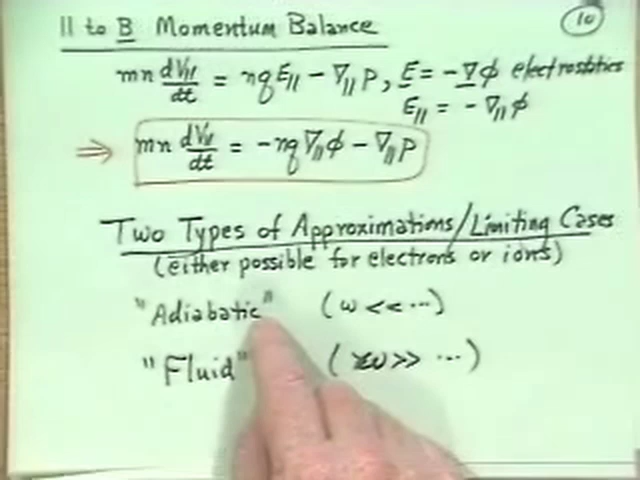 || to B Momentum Balance
10
mn dV||/dt = nqE|| - ∇||P, E = -∇φ electrostatics
E|| = -∇||φ
⇒ mn dV||/dt = -nq∇||φ - ∇||P
Two Types of Approximations/Limiting Cases
(either possible for electrons or ions)
"Adiabatic" (ω << ...)
"Fluid" (ω >> ...)